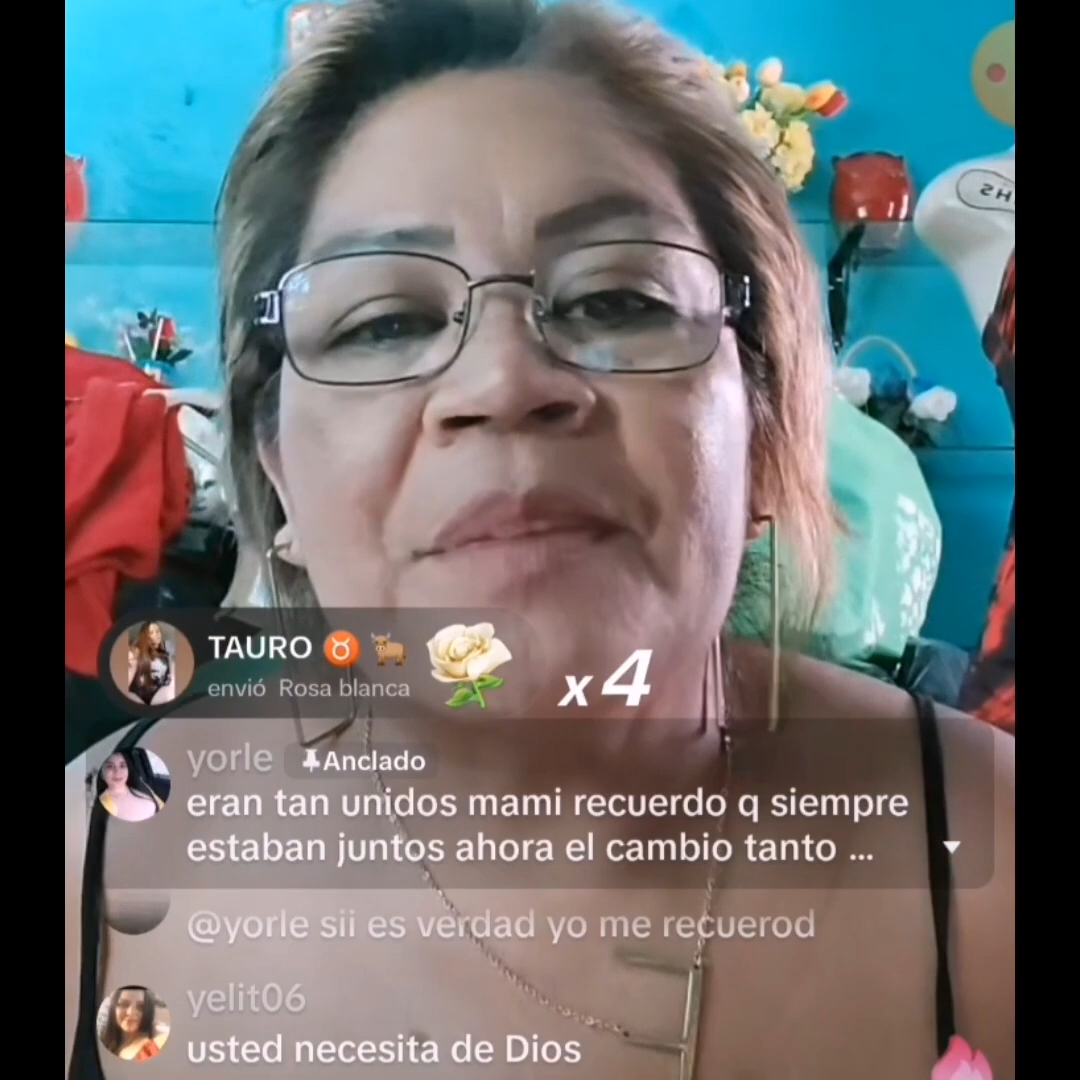 SH
TAURO ♉ 🐂
envió Rosa blanca
x4
yorle Anclado
eran tan unidos mami recuerdo q siempre
estaban juntos ahora el cambio tanto ...
@yorle sii es verdad yo me recuerod
yelit06
usted necesita de Dios